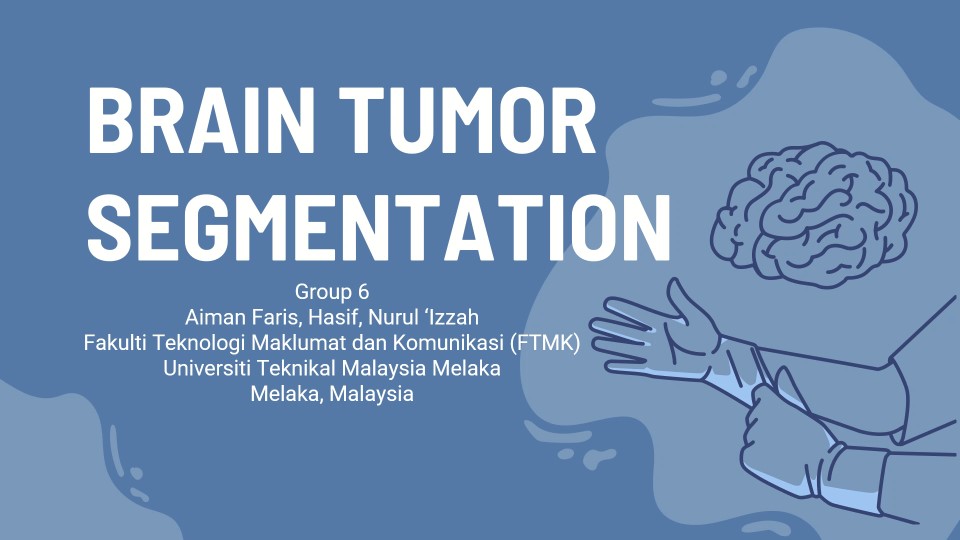 BRAIN TUMOR
SEGMENTATION
Group 6
Aiman Faris, Hasif, Nurul ‘Izzah
Fakulti Teknologi Maklumat dan Komunikasi (FTMK)
Universiti Teknikal Malaysia Melaka
Melaka, Malaysia